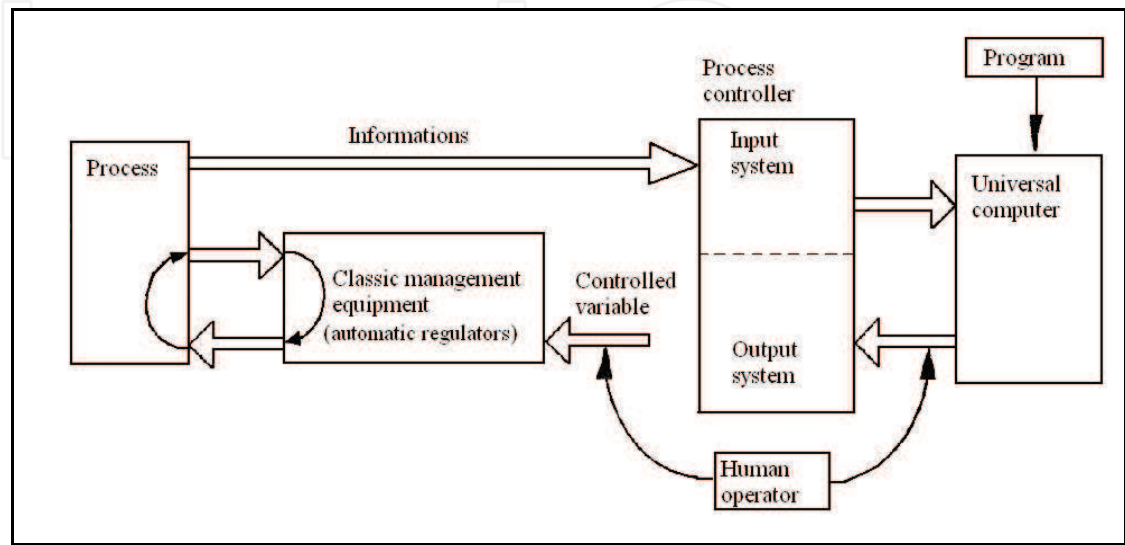 Program
Process
controller
Informations
Process
Input
system
Universal
computer
Classic management
equipment
(automatic regulators)
Controlled
variable
Output
system
Human
operator